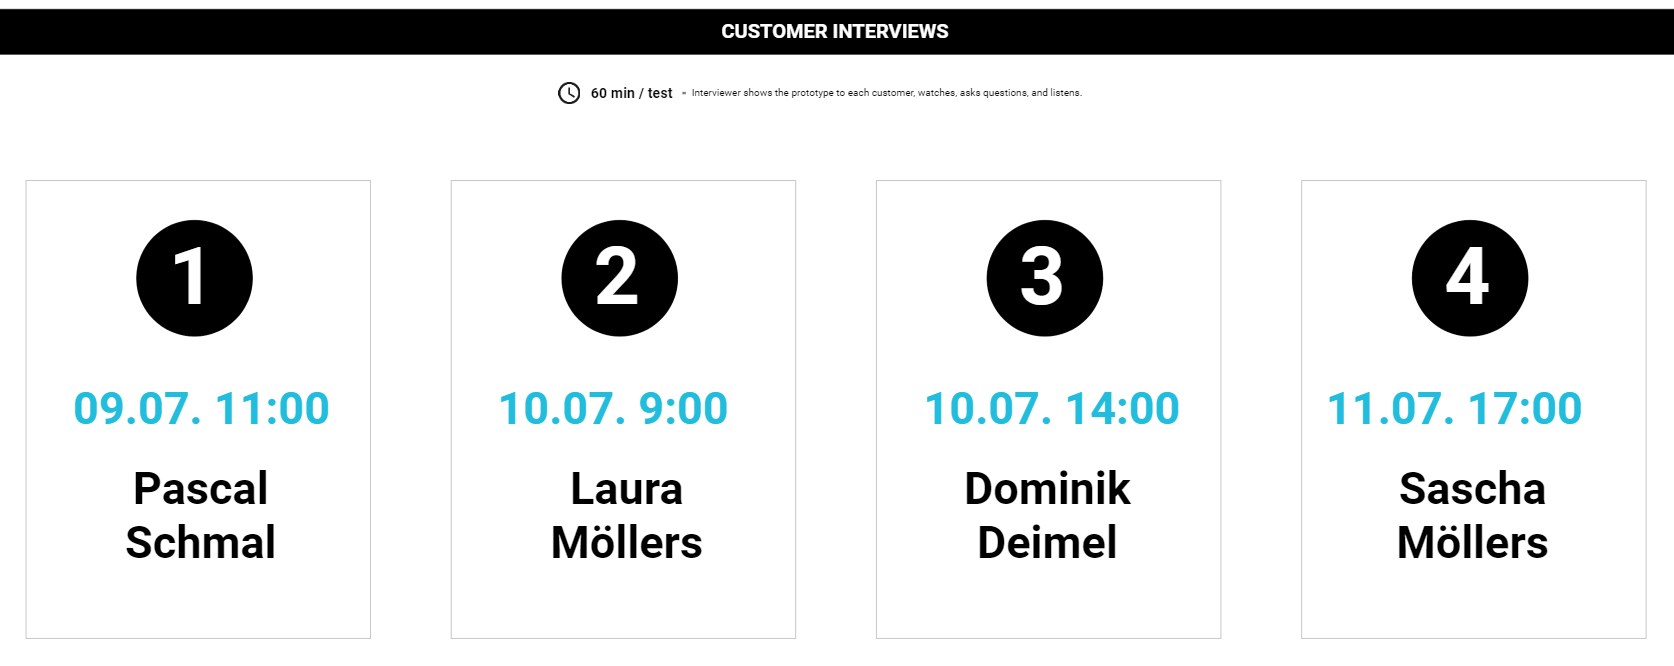 CUSTOMER INTERVIEWS
60 min / test - Interviewer shows the prototype to each customer, watches, asks questions, and listens.
1
09.07. 11:00
Pascal
Schmal
2
10.07. 9:00
Laura
Möllers
3
10.07. 14:00
Dominik
Deimel
4
11.07. 17:00
Sascha
Möllers